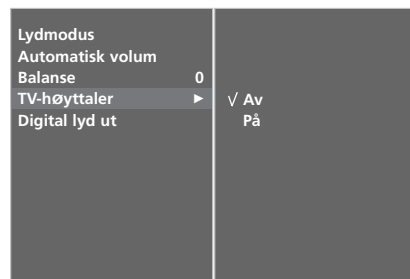 Lydmodus
Automatisk volum
Balanse 0
TV-høyttaler ►
Digital lyd ut
√ Av
På